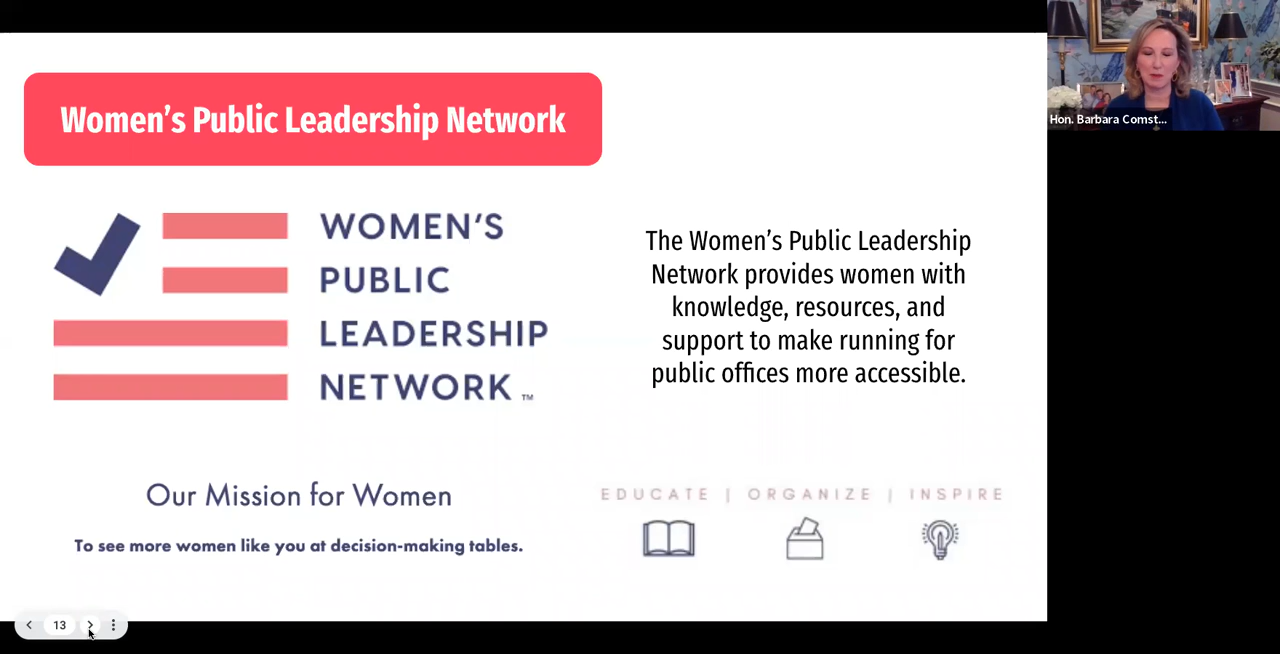 Women's Public Leadership Network
WOMEN'S
PUBLIC
LEADERSHIP
NETWORK ™
The Women's Public Leadership
Network provides women with
knowledge, resources, and
support to make running for
public offices more accessible.
Our Mission for Women
To see more women like you at decision-making tables.
EDUCATE | ORGANIZE | INSPIRE
13
Hon. Barbara Comst...